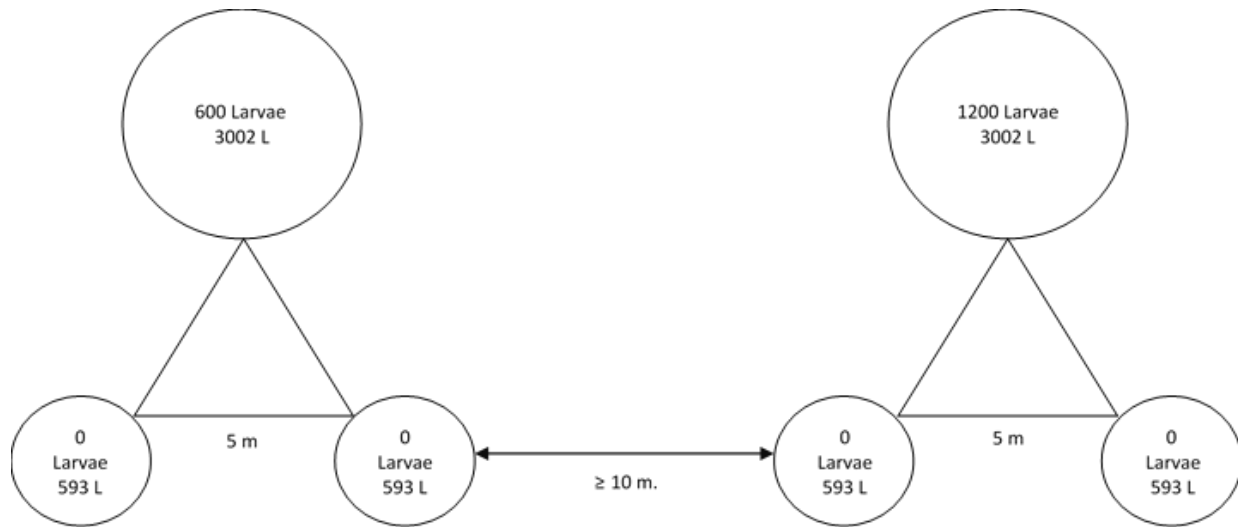 600 Larvae
3002 L
1200 Larvae
3002 L
0
Larvae
593 L
5 m
0
Larvae
593 L
≥ 10 m.
0
Larvae
593 L
5 m
0
Larvae
593 L